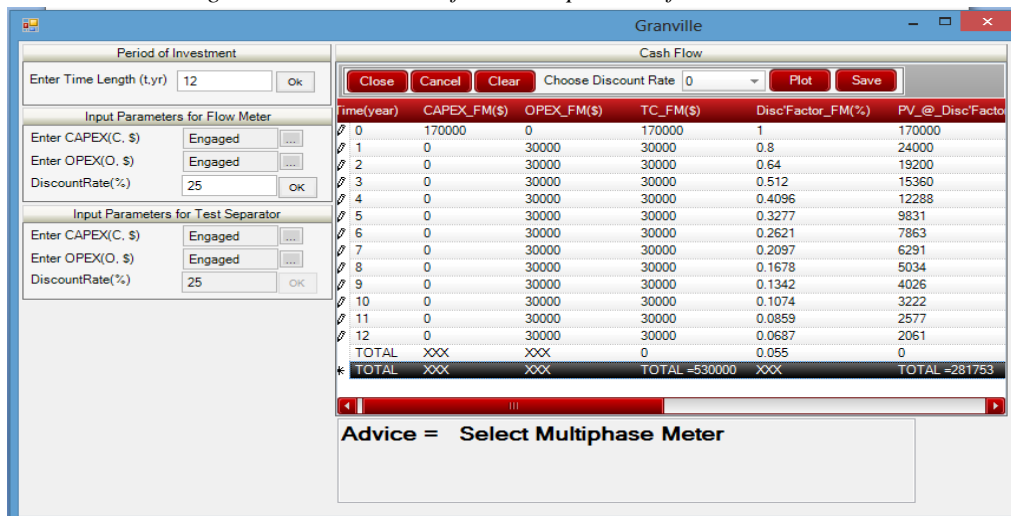 Granville
Period of Investment
Enter Time Length (t,yr) 12 Ok
Input Parameters for Flow Meter
Enter CAPEX(C, $) Engaged ...
Enter OPEX(O, $) Engaged ...
DiscountRate(%) 25 OK
Input Parameters for Test Separator
Enter CAPEX(C, $) Engaged ...
Enter OPEX(O, $) Engaged ...
DiscountRate(%) 25 OK
Cash Flow
Close Cancel Clear Choose Discount Rate 0 Plot Save
Time(year) CAPEX_FM($) OPEX_FM($) TC_FM($) Disc'Factor_FM(%) PV_@_Disc'Facto
0 170000 0 170000 1 170000
1 0 30000 30000 0.8 24000
2 0 30000 30000 0.64 19200
3 0 30000 30000 0.512 15360
4 0 30000 30000 0.4096 12288
5 0 30000 30000 0.3277 9831
6 0 30000 30000 0.2621 7863
7 0 30000 30000 0.2097 6291
8 0 30000 30000 0.1678 5034
9 0 30000 30000 0.1342 4026
10 0 30000 30000 0.1074 3222
11 0 30000 30000 0.0859 2577
12 0 30000 30000 0.0687 2061
TOTAL XXX XXX 0 0.055 0
TOTAL XXX XXX TOTAL =530000 XXX TOTAL =281753
Advice = Select Multiphase Meter